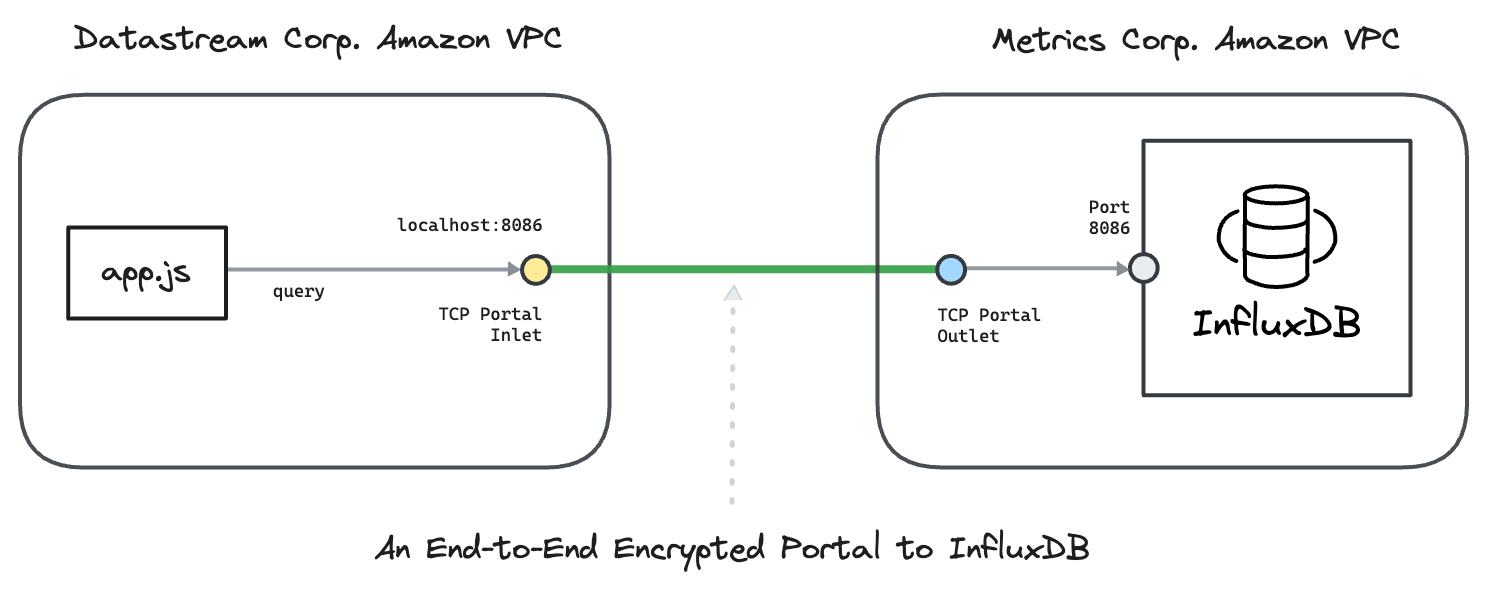 Datastream Corp. Amazon VPC
Metrics Corp. Amazon VPC
localhost:8086
app.js
query
TCP Portal
Inlet
TCP Portal
Outlet
Port
8086
InfluxDB
An End-to-End Encrypted Portal to InfluxDB